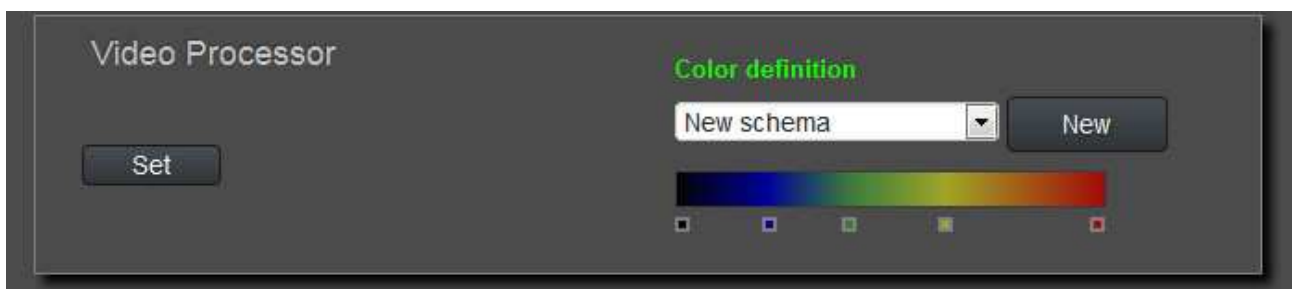 Video Processor
Color definition
New schema
New
Set